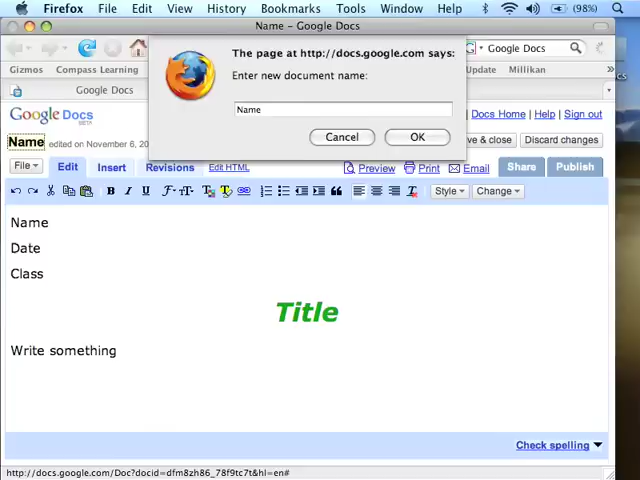 Firefox File Edit View History Bookmarks Tools Window Help (98%)
Name – Google Docs
The page at http://docs.google.com says:
Enter new document name:
Name
Cancel OK
Google Docs
Gizmos Compass Learning Update Millikan
Google Docs
Google Docs BETA
Docs Home | Help | Sign out
Name edited on November 6, 20
e & close Discard changes
File Edit Insert Revisions Edit HTML Preview Print Email Share Publish
B I U Style Change
Name
Date
Class
Title
Write something
Check spelling
http://docs.google.com/Doc?docid=dfm8zh86_78f9tc7t&hl=en#